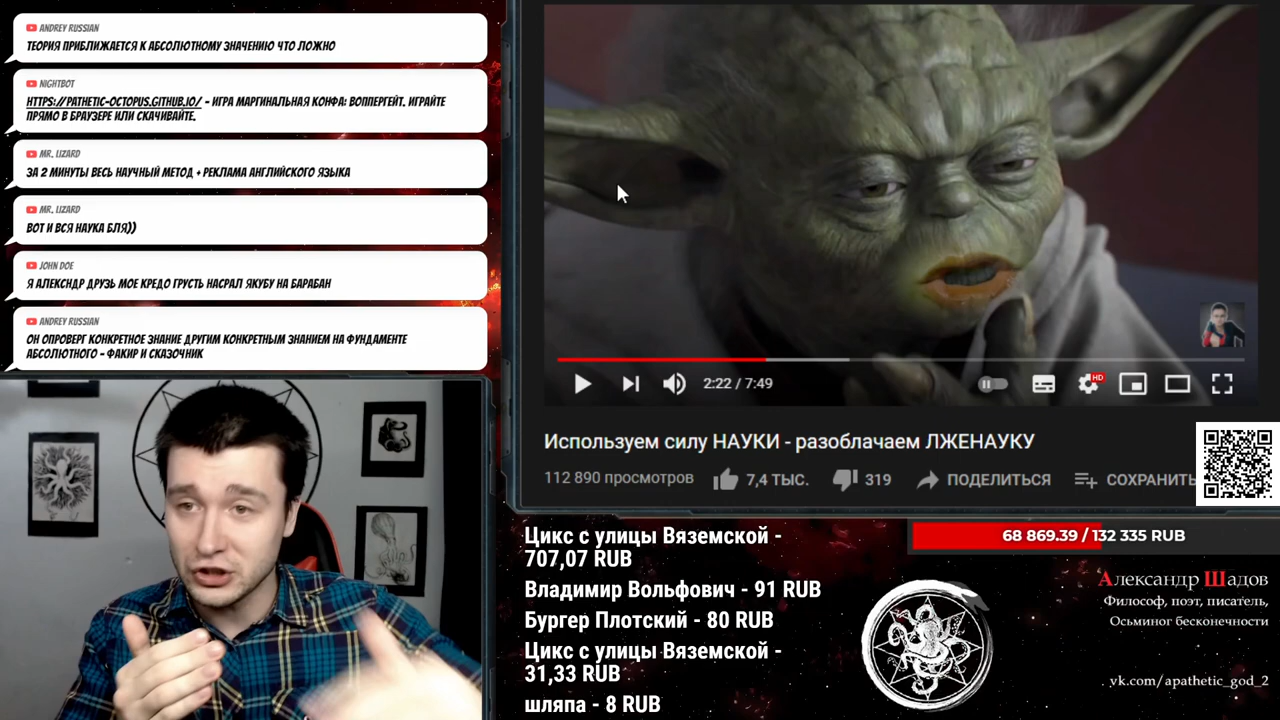 ANDREY RUSSIAN
ТЕОРИЯ ПРИБЛИЖАЕТСЯ К АБСОЛЮТНОМУ ЗНАЧЕНИЮ ЧТО ЛОЖНО
NIGHTBOT
HTTPS://PATHETIC-OCTOPUS.GITHUB.IO/ - ИГРА МАРГИНАЛЬНАЯ КОНФА: ВОППЕРГЕЙТ. ИГРАЙТЕ
ПРЯМО В БРАУЗЕРЕ ИЛИ СКАЧИВАЙТЕ.
MR. LIZARD
ЗА 2 МИНУТЫ ВЕСЬ НАУЧНЫЙ МЕТОД + РЕКЛАМА АНГЛИЙСКОГО ЯЗЫКА
MR. LIZARD
ВОТ И ВСЯ НАУКА БЛЯ))
JOHN DOE
Я АЛЕКСНДР ДРУЗЬ МОЕ КРЕДО ГРУСТЬ НАСРАЛ ЯКУБУ НА БАРАБАН
ANDREY RUSSIAN
ОН ОПРОВЕРГ КОНКРЕТНОЕ ЗНАНИЕ ДРУГИМ КОНКРЕТНЫМ ЗНАНИЕМ НА ФУНДАМЕНТЕ
АБСОЛЮТНОГО - ФАКИР И СКАЗОЧНИК
2:22 / 7:49
HD
Используем силу НАУКИ - разоблачаем ЛЖЕНАУКУ
112 890 просмотров
7,4 ТЫС.
319
ПОДЕЛИТЬСЯ
СОХРАНИТЬ
Цикс с улицы Вяземской -
707,07 RUB
Владимир Вольфович - 91 RUB
Бургер Плотский - 80 RUB
Цикс с улицы Вяземской -
31,33 RUB
шляпа - 8 RUB
68 869.39 / 132 335 RUB
Александр Шадов
Философ, поэт, писатель,
Осьминог бесконечности
vk.com/apathetic_god_2